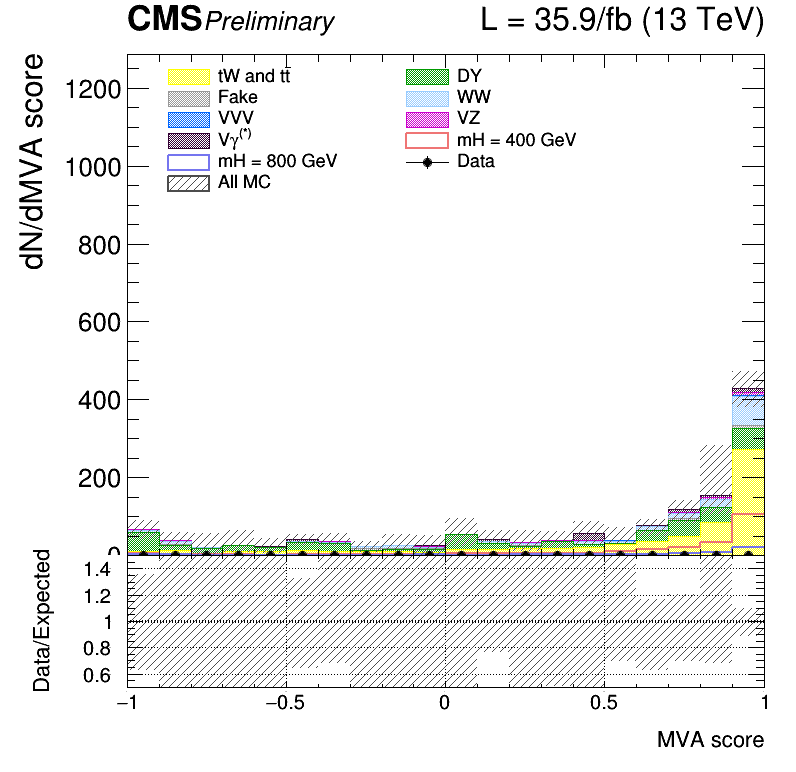 CMS Preliminary L = 35.9/fb (13 TeV)
dN/dMVA score
1200
1000
800
600
400
200
0
tW and tt̄
DY
Fake
WW
VVV
VZ
Vγ(*)
mH = 400 GeV
mH = 800 GeV
Data
All MC
Data/Expected
1.4
1.2
1
0.8
0.6
−1 −0.5 0 0.5 1
MVA score